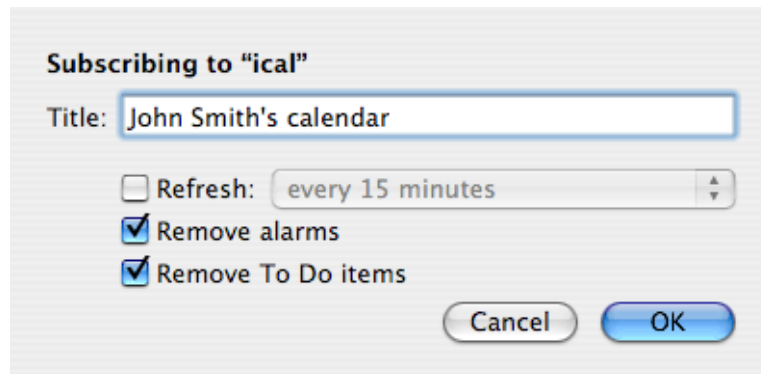 Subscribing to “ical”
Title: John Smith's calendar
Refresh: every 15 minutes
Remove alarms
Remove To Do items
Cancel OK